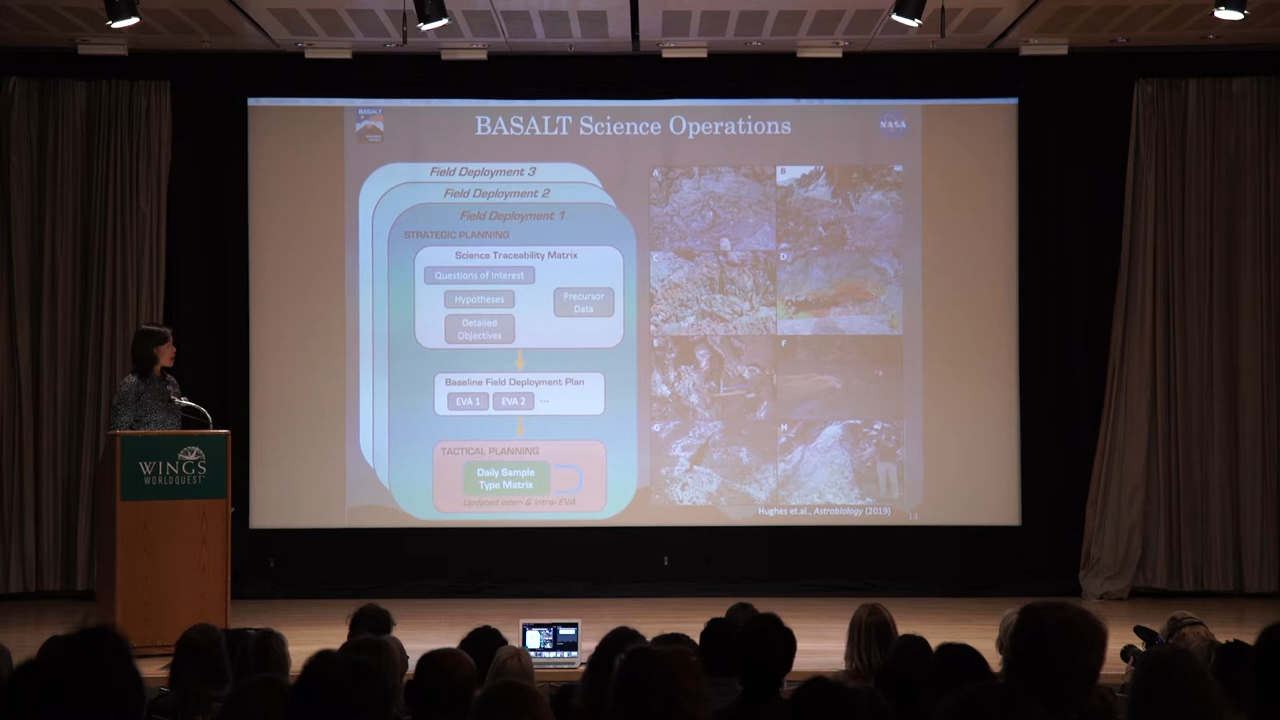 BASALT
BASALT Science Operations
NASA
Field Deployment 3
Field Deployment 2
Field Deployment 1
STRATEGIC PLANNING
Science Traceability Matrix
Questions of Interest
Hypotheses
Precursor
Data
Detailed
Objectives
Baseline Field Deployment Plan
EVA 1
EVA 2
...
TACTICAL PLANNING
Daily Sample
Type Matrix
Updated inter- & intra-EVA
A
B
C
D
E
F
G
H
Hughes et.al., Astrobiology (2019)
14
WINGS
WORLDQUEST